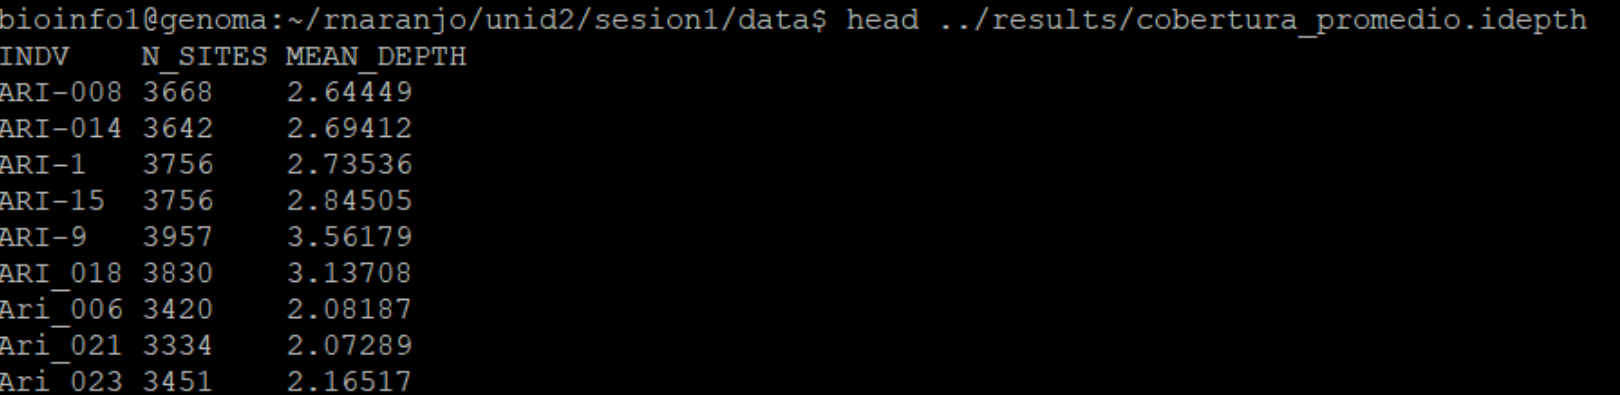 bioinfo1@genoma:~/rnaranjo/unid2/sesion1/data$ head ../results/cobertura_promedio.idepth
INDV N_SITES MEAN_DEPTH
ARI-008 3668 2.64449
ARI-014 3642 2.69412
ARI-1 3756 2.73536
ARI-15 3756 2.84505
ARI-9 3957 3.56179
ARI_018 3830 3.13708
Ari_006 3420 2.08187
Ari_021 3334 2.07289
Ari_023 3451 2.16517